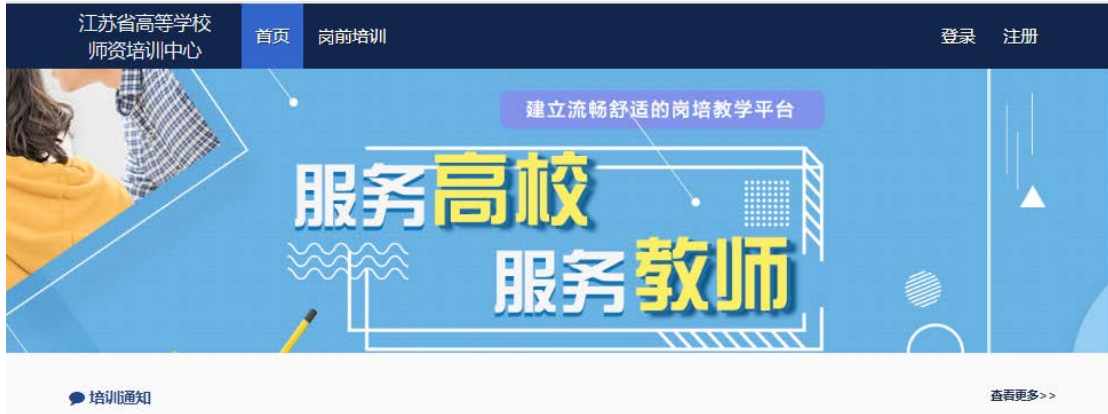 江苏省高等学校
师资培训中心
首页
岗前培训
登录
注册
建立流畅舒适的岗培教学平台
服务高校
服务教师
培训通知
查看更多>>